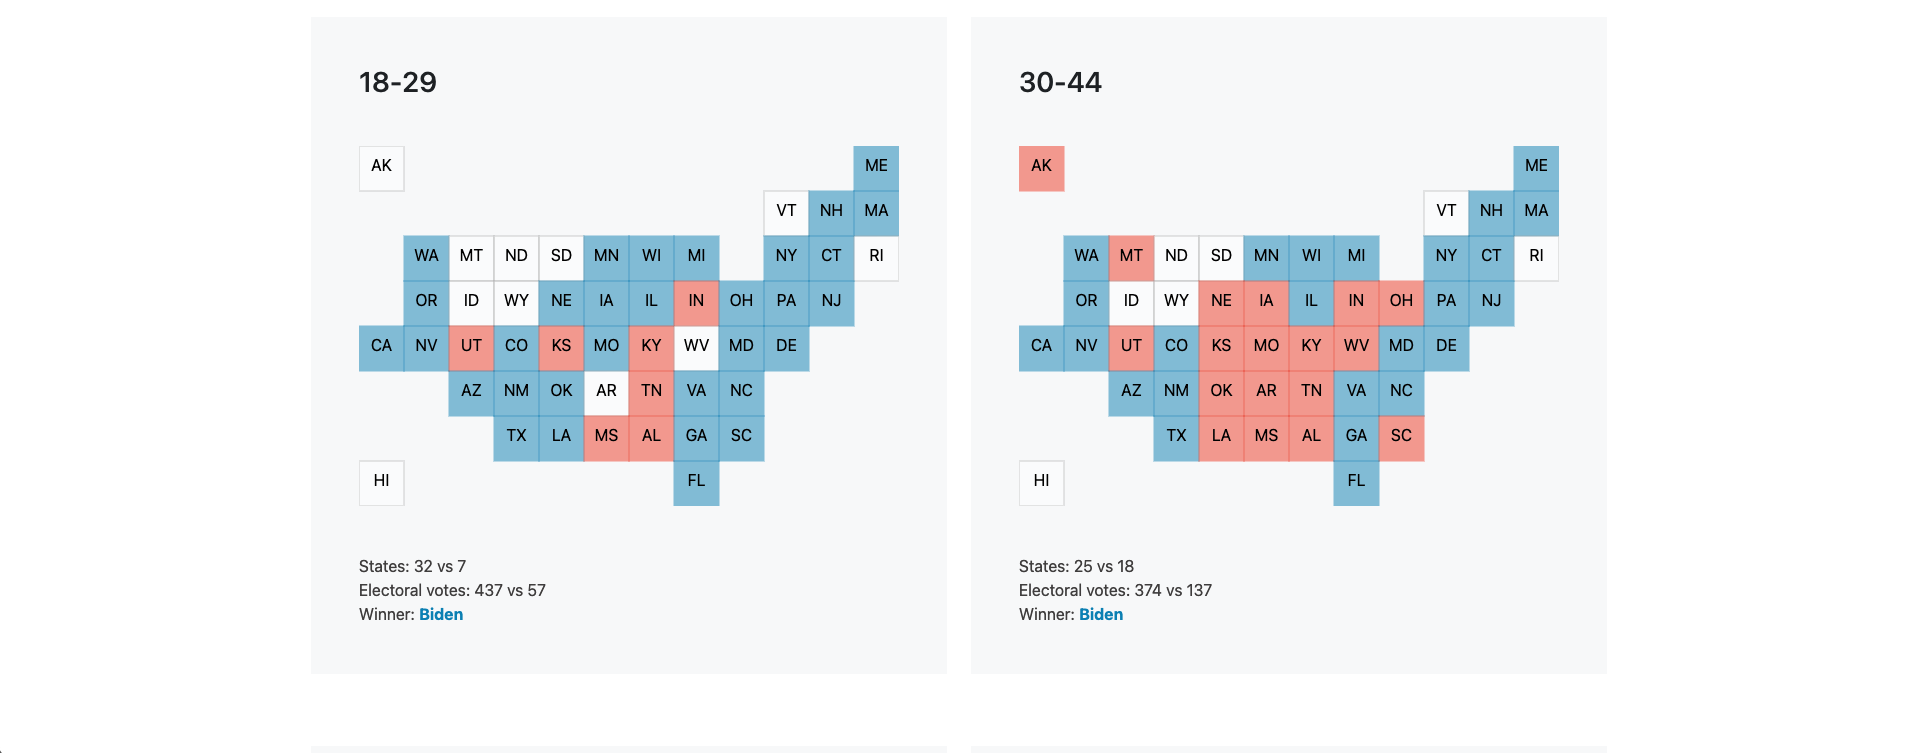 18-29
AK ME
VT NH MA
WA MT ND SD MN WI MI NY CT RI
OR ID WY NE IA IL IN OH PA NJ
CA NV UT CO KS MO KY WV MD DE
AZ NM OK AR TN VA NC
TX LA MS AL GA SC
HI FL
States: 32 vs 7
Electoral votes: 437 vs 57
Winner: Biden
30-44
AK ME
VT NH MA
WA MT ND SD MN WI MI NY CT RI
OR ID WY NE IA IL IN OH PA NJ
CA NV UT CO KS MO KY WV MD DE
AZ NM OK AR TN VA NC
TX LA MS AL GA SC
HI FL
States: 25 vs 18
Electoral votes: 374 vs 137
Winner: Biden